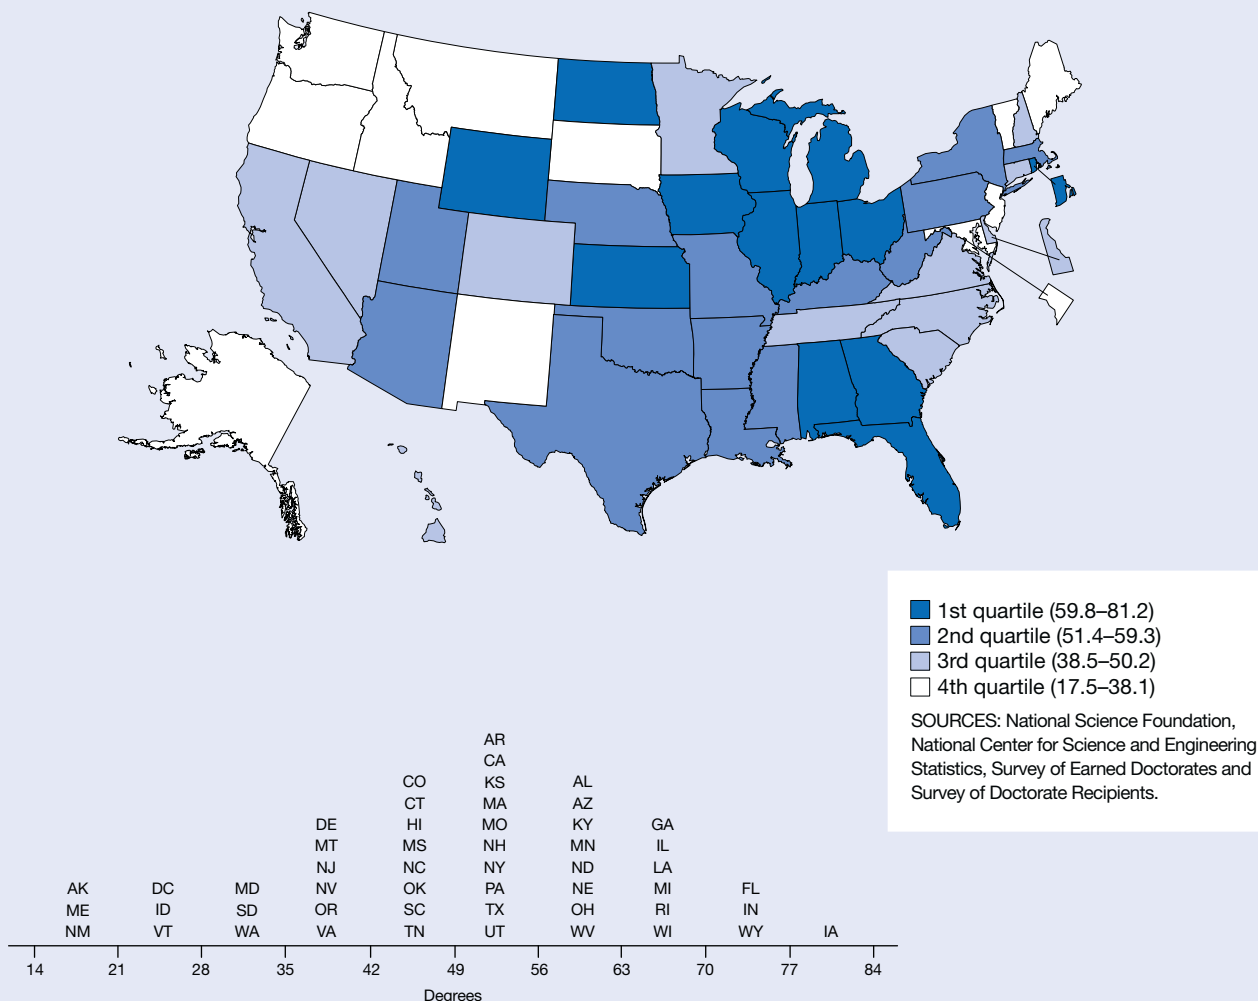 1st quartile (59.8–81.2)
2nd quartile (51.4–59.3)
3rd quartile (38.5–50.2)
4th quartile (17.5–38.1)
SOURCES: National Science Foundation,
National Center for Science and Engineering
Statistics, Survey of Earned Doctorates and
Survey of Doctorate Recipients.
AR
CA
CO KS AL
CT MA AZ
DE HI MO KY GA
MT MS NH MN IL
NJ NC NY ND LA
AK DC MD NV OK PA NE MI FL
ME ID SD OR SC TX OH RI IN
NM VT WA VA TN UT WV WI WY IA
14 21 28 35 42 49 56 63 70 77 84
Degrees